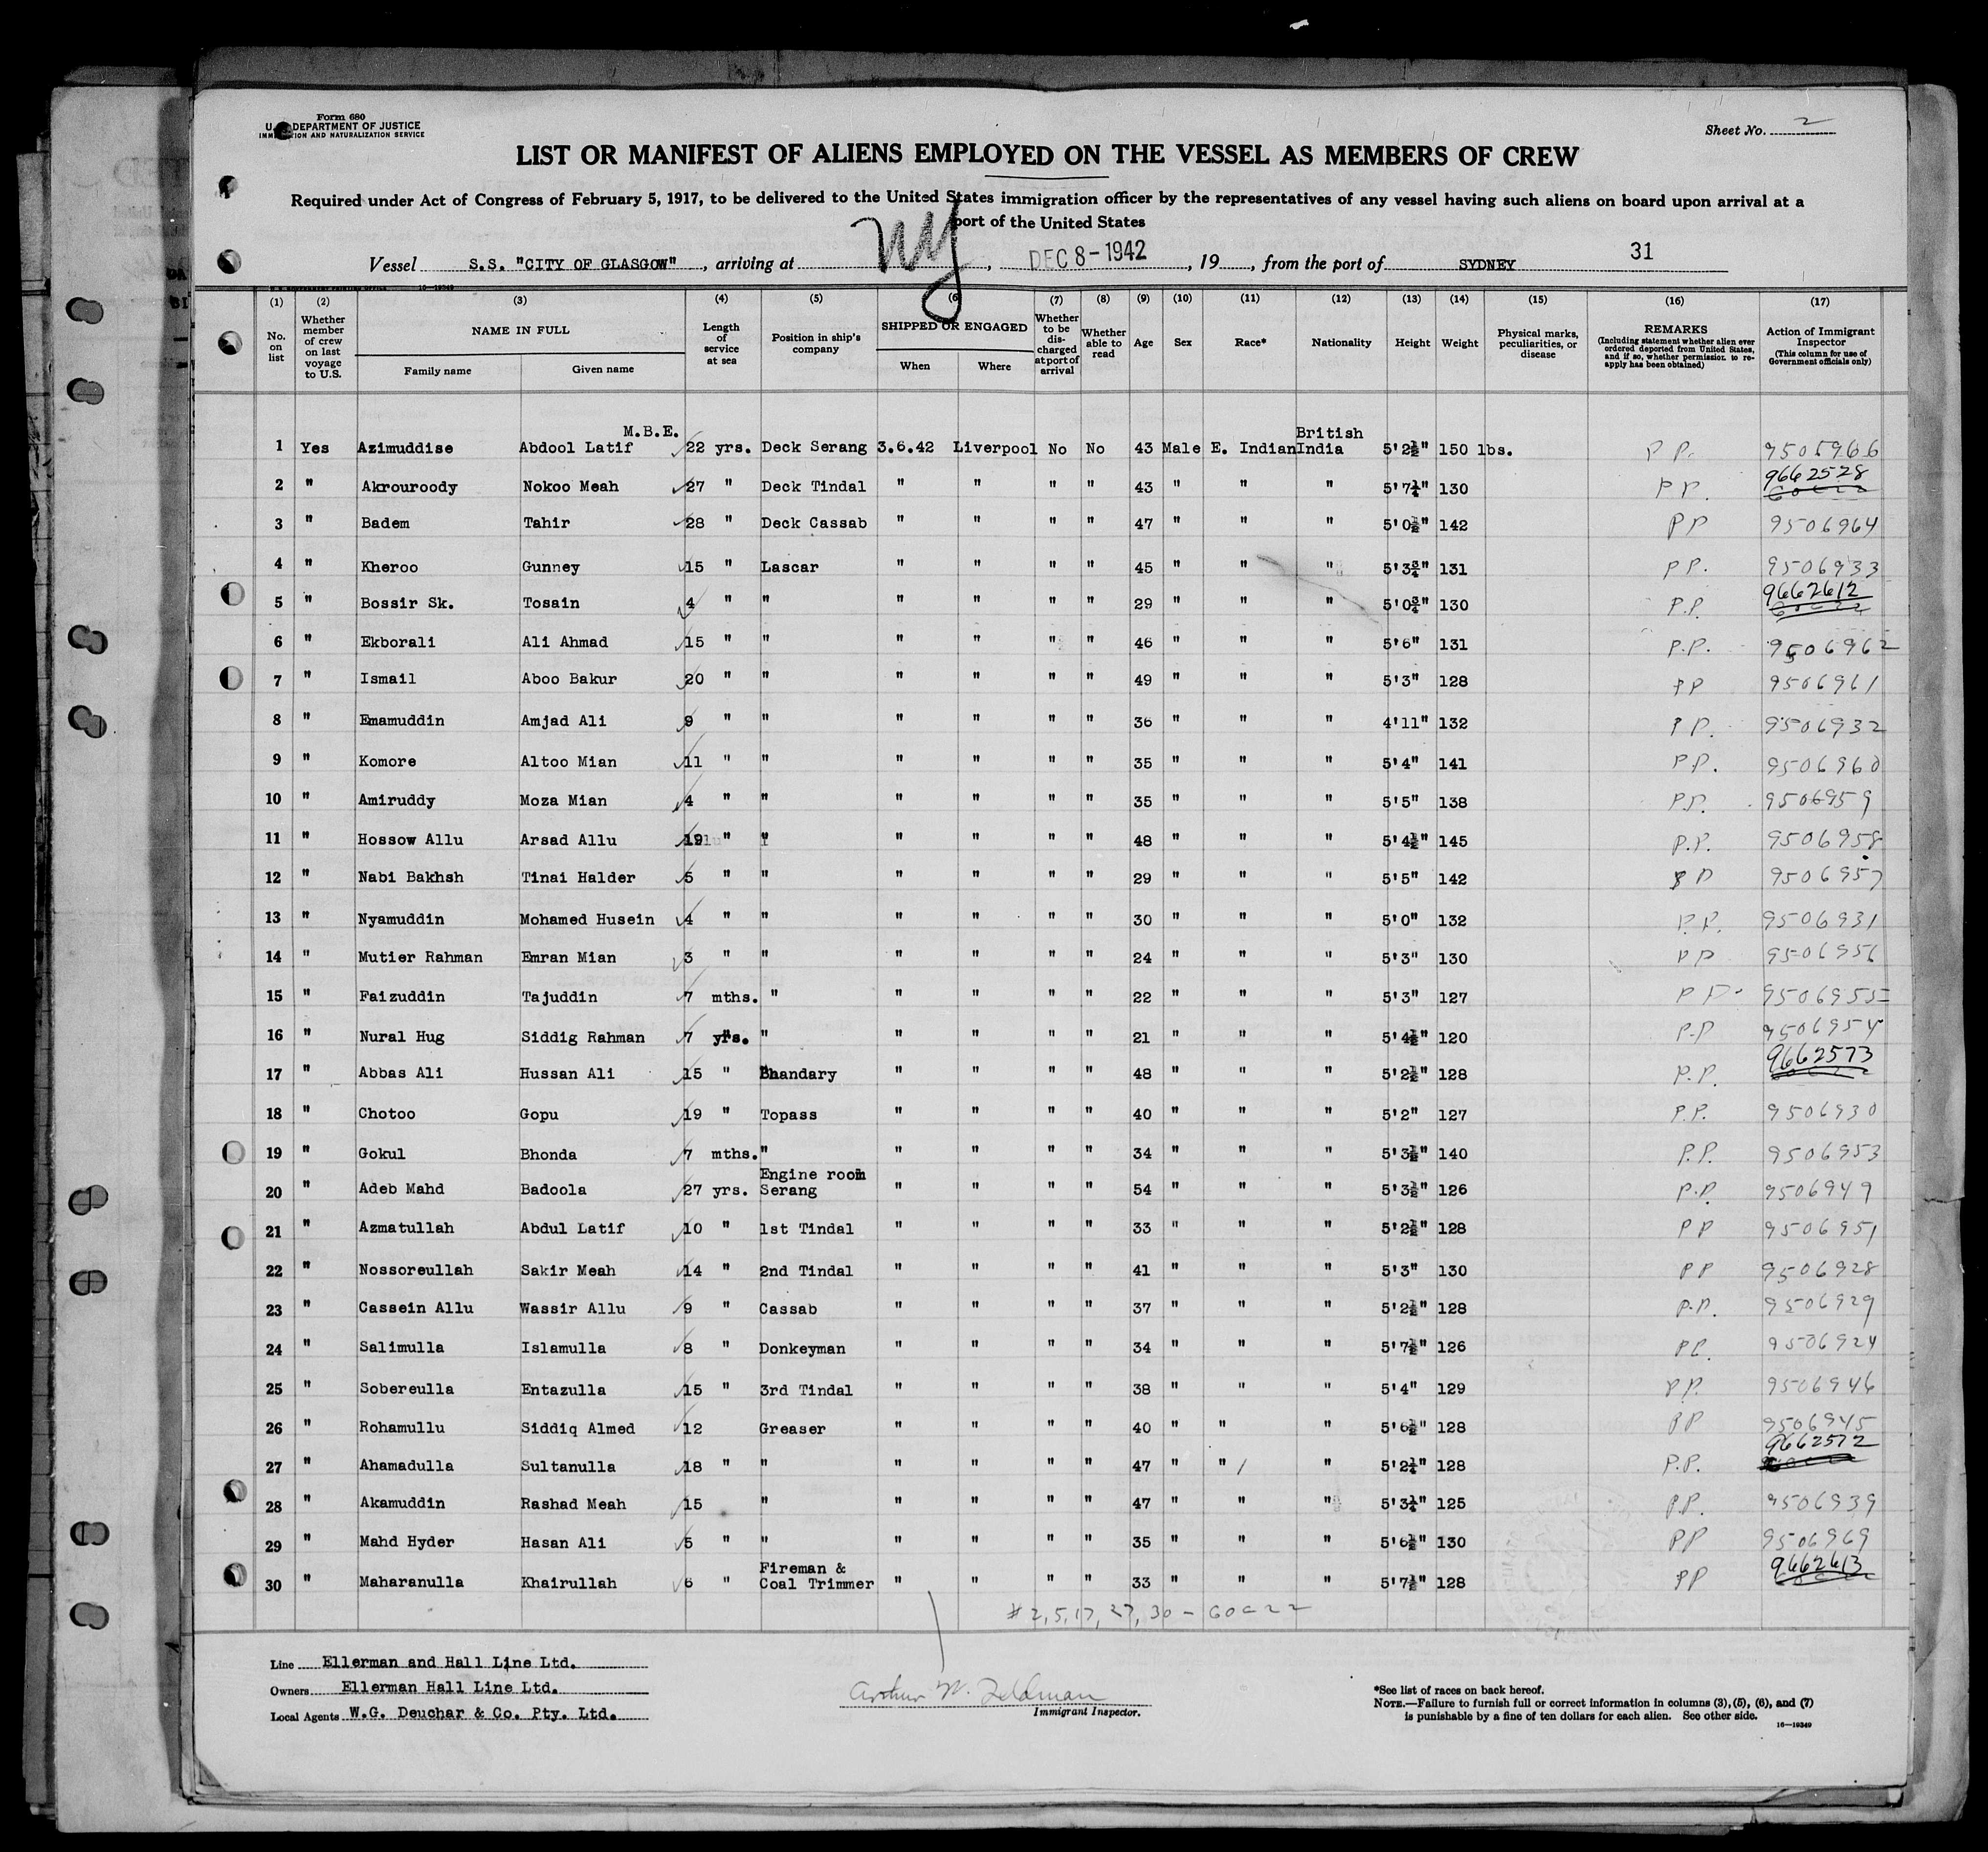 Form 680
U. S. DEPARTMENT OF JUSTICE
IMMIGRATION AND NATURALIZATION SERVICE
Sheet No. 2
LIST OR MANIFEST OF ALIENS EMPLOYED ON THE VESSEL AS MEMBERS OF CREW
Required under Act of Congress of February 5, 1917, to be delivered to the United States immigration officer by the representatives of any vessel having such aliens on board upon arrival at a
port of the United States
Vessel S.S. "CITY OF GLASGOW", arriving at NY, DEC 8-1942, 19, from the port of SYDNEY 31
(1) (2) (3) (4) (5) (6) (7) (8) (9) (10) (11) (12) (13) (14) (15) (16) (17)
No. on list
Whether member of crew on last voyage to U.S.
NAME IN FULL
Family name Given name
Length of service at sea
Position in ship's company
SHIPPED OR ENGAGED
When Where
Whether to be discharged at port of arrival
Whether able to read
Age Sex Race* Nationality Height Weight
Physical marks, peculiarities, or disease
REMARKS
(Including statement whether alien ever ordered deported from United States, and if so, whether permission to reapply has been obtained)
Action of Immigrant Inspector
(This column for use of Government officials only)
1 Yes Azimuddise Abdool Latif M.B.E. 22 yrs. Deck Serang 3.6.42 Liverpool No No 43 Male E. Indian British India 5'2½" 150 lbs. P P. 9505966
2 " Akrouroody Nokoo Meah 27 " Deck Tindal " " " " 43 " " " 5'7¼" 130 P P. 9662528
3 " Badem Tahir 28 " Deck Cassab " " " " 47 " " " 5'0½" 142 P P 9506964
4 " Kheroo Gunney 15 " Lascar " " " " 45 " " " 5'3¾" 131 P P. 9506933
5 " Bossir Sk. Tosain 4 " " " " " " 29 " " " 5'0¾" 130 P.P. 9662612
6 " Ekborali Ali Ahmad 15 " " " " " " 46 " " " 5'6" 131 P.P. 9506962
7 " Ismail Aboo Bakur 20 " " " " " " 49 " " " 5'3" 128 P P 9506961
8 " Emamuddin Amjad Ali 9 " " " " " " 36 " " " 4'11" 132 P P. 9506932
9 " Komore Altoo Mian 11 " " " " " " 35 " " " 5'4" 141 P P. 9506960
10 " Amiruddy Moza Mian 4 " " " " " " 35 " " " 5'5" 138 P.P. 9506959
11 " Hossow Allu Arsad Allu 19 " " " " " " 48 " " " 5'4½" 145 P.P. 9506958
12 " Nabi Bakhsh Tinai Halder 5 " " " " " " 29 " " " 5'5" 142 P P 9506957
13 " Nyamuddin Mohamed Husein 4 " " " " " " 30 " " " 5'0" 132 P.P. 9506931
14 " Mutier Rahman Emran Mian 3 " " " " " " 24 " " " 5'3" 130 P P 9506956
15 " Faizuddin Tajuddin 7 mths. " " " " " 22 " " " 5'3" 127 P P. 9506955
16 " Nural Hug Siddig Rahman 7 yrs. " " " " " 21 " " " 5'4½" 120 P.P 9506954
17 " Abbas Ali Hussan Ali 15 " Bhandary " " " " 48 " " " 5'2½" 128 P.P. 9662573
18 " Chotoo Gopu 19 " Topass " " " " 40 " " " 5'2" 127 P.P. 9506930
19 " Gokul Bhonda 7 mths. " " " " " 34 " " " 5'3½" 140 P.P. 9506953
20 " Adeb Mahd Badoola 27 yrs. Engine room Serang " " " " 54 " " " 5'3½" 126 P.P. 9506949
21 " Azmatullah Abdul Latif 10 " 1st Tindal " " " " 33 " " " 5'2½" 128 P P 9506951
22 " Nossoreullah Sakir Meah 14 " 2nd Tindal " " " " 41 " " " 5'3" 130 P P 9506928
23 " Cassein Allu Wassir Allu 9 " Cassab " " " " 37 " " " 5'2½" 128 P.P. 9506929
24 " Salimulla Islamulla 8 " Donkeyman " " " " 34 " " " 5'7½" 126 P P. 9506924
25 " Sobereulla Entazulla 15 " 3rd Tindal " " " " 38 " " " 5'4" 129 P P. 9506946
26 " Rohamullu Siddiq Almed 12 Greaser " " " " 40 " " " 5'6½" 128 P P 9506945
27 " Ahamadulla Sultanulla 18 " " " " " " 47 " " / " 5'2¼" 128 P.P. 9662572
28 " Akamuddin Rashad Meah 15 " " " " " 47 " " " 5'3¼" 125 P P. 9506939
29 " Mahd Hyder Hasan Ali 5 " " " " " " 35 " " " 5'6½" 130 P P 9506969
30 " Maharanulla Khairullah 6 " Fireman & Coal Trimmer " " " " 33 " " " 5'7½" 128 P P 9662613
# 2, 5, 17, 27, 30 -
Line Ellerman and Hall Line Ltd.
Owners Ellerman Hall Line Ltd.
Local Agents W.G. Deuchar & Co. Pty. Ltd.
Arthur W. Feldman
Immigrant Inspector.
*See list of races on back hereof.
NOTE.—Failure to furnish full or correct information in columns (3), (5), (6), and (7)
is punishable by a fine of ten dollars for each alien. See other side.
16—19349